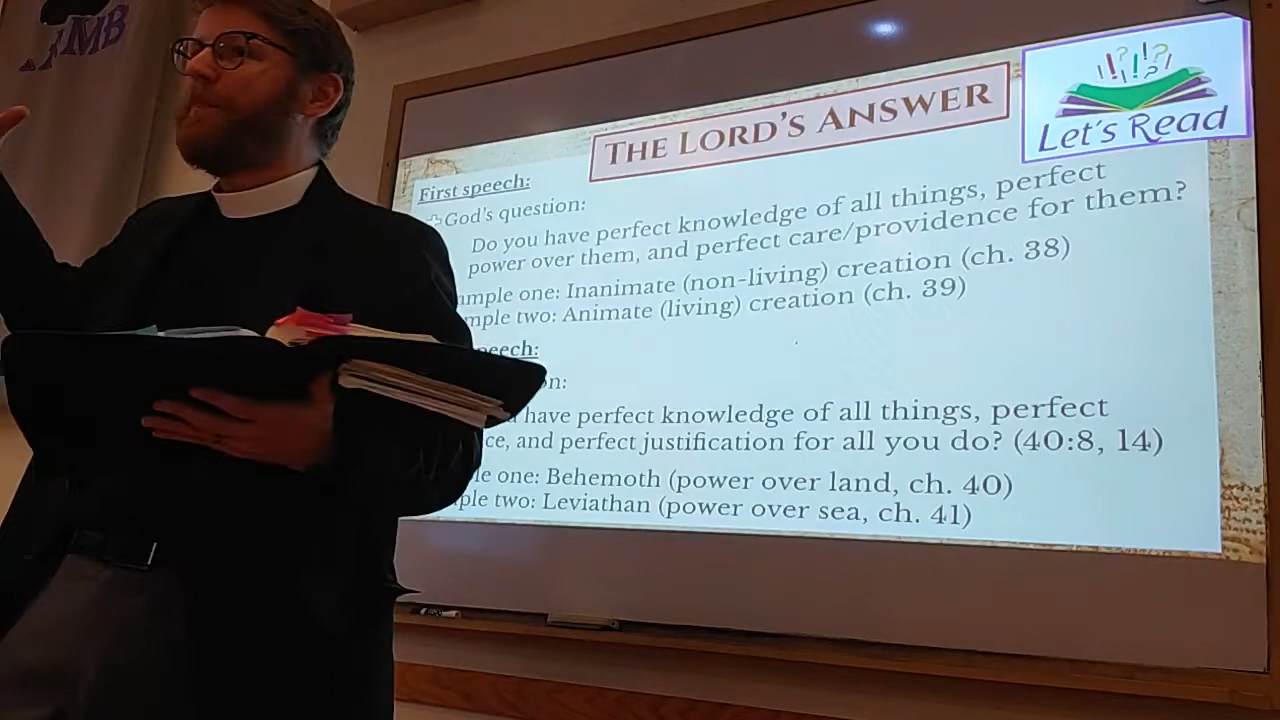 MB
THE LORD'S ANSWER
Let's Read
First speech:
God's question:
Do you have perfect knowledge of all things, perfect
power over them, and perfect care/providence for them?
mple one: Inanimate (non-living) creation (ch. 38)
mple two: Animate (living) creation (ch. 39)
peech:
on:
have perfect knowledge of all things, perfect
ce, and perfect justification for all you do? (40:8, 14)
le one: Behemoth (power over land, ch. 40)
ple two: Leviathan (power over sea, ch. 41)